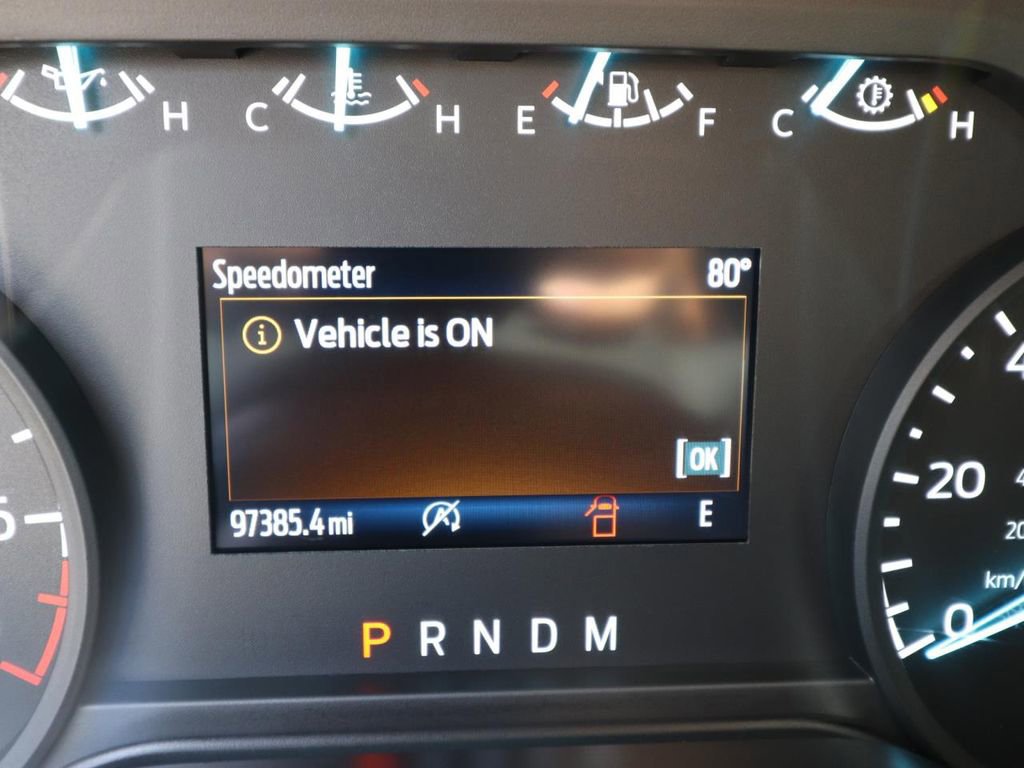 H C H E F C H
Speedometer 80°
i Vehicle is ON
OK
97385.4 mi E
20
0
P R N D M